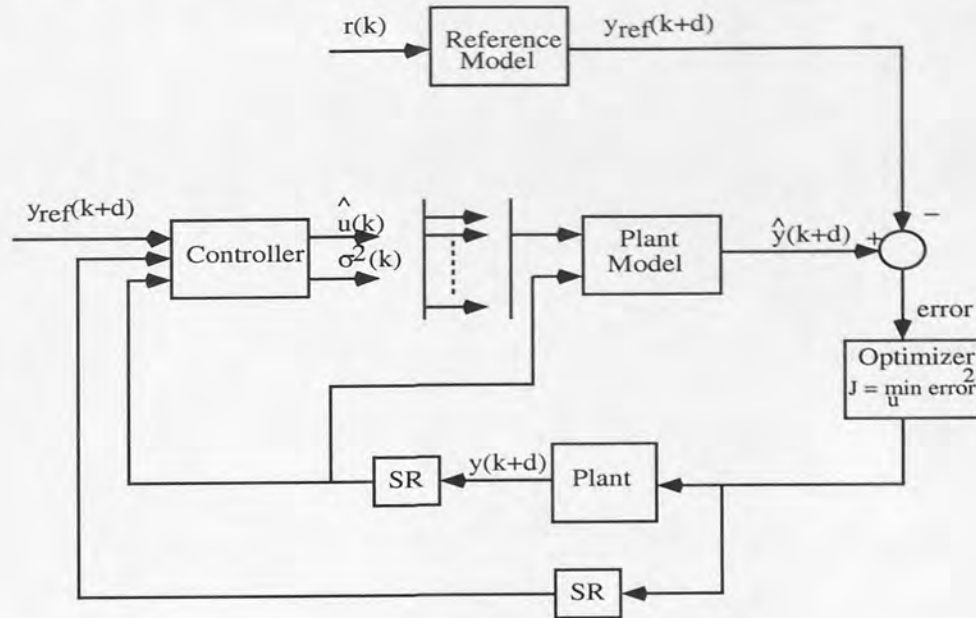 r(k)
Reference
Model
yref(k+d)
−
yref(k+d)
Controller
^
u(k)
σ²(k)
Plant
Model
ŷ(k+d)
+
error
Optimizer
J = min error²
u
SR
y(k+d)
Plant
SR